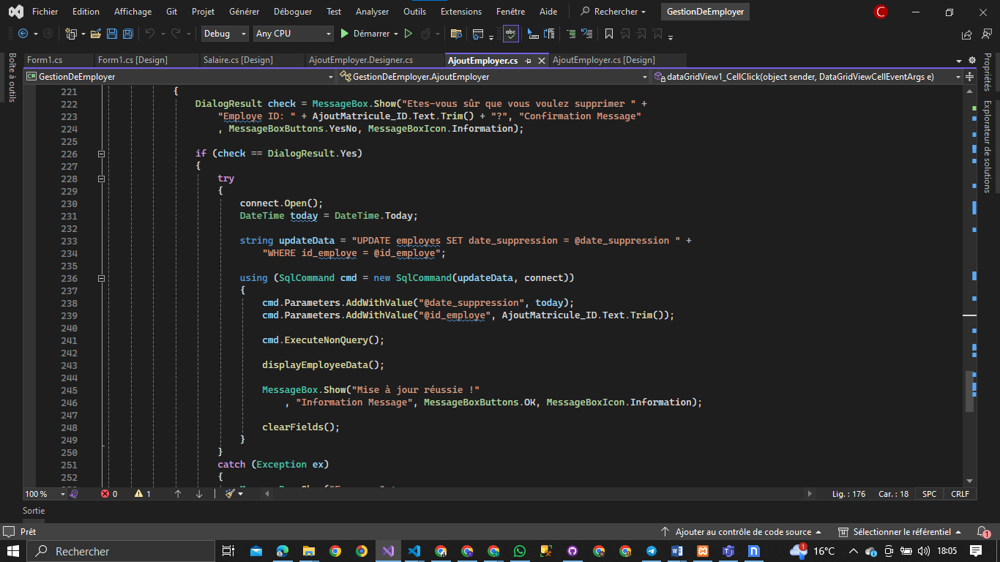 Fichier Edition Affichage Git Projet Générer Déboguer Test Analyser Outils Extensions Fenêtre Aide Rechercher GestionDeEmployer C
Debug Any CPU Démarrer abc
Form1.cs Form1.cs [Design] Salaire.cs [Design] AjoutEmployer.Designer.cs AjoutEmployer.cs AjoutEmployer.cs [Design]
C# GestionDeEmployer GestionDeEmployer.AjoutEmployer dataGridView1_CellClick(object sender, DataGridViewCellEventArgs e)
Boîte à outils
Propriétés
Explorateur de solutions
221 {
222 DialogResult check = MessageBox.Show("Etes-vous sûr que vous voulez supprimer " +
223 "Employe ID: " + AjoutMatricule_ID.Text.Trim() + "?", "Confirmation Message"
224 , MessageBoxButtons.YesNo, MessageBoxIcon.Information);
225
226 if (check == DialogResult.Yes)
227 {
228 try
229 {
230 connect.Open();
231 DateTime today = DateTime.Today;
232
233 string updateData = "UPDATE employes SET date_suppression = @date_suppression " +
234 "WHERE id_employe = @id_employe";
235
236 using (SqlCommand cmd = new SqlCommand(updateData, connect))
237 {
238 cmd.Parameters.AddWithValue("@date_suppression", today);
239 cmd.Parameters.AddWithValue("@id_employe", AjoutMatricule_ID.Text.Trim());
240
241 cmd.ExecuteNonQuery();
242
243 displayEmployeeData();
244
245 MessageBox.Show("Mise à jour réussie !"
246 , "Information Message", MessageBoxButtons.OK, MessageBoxIcon.Information);
247
248 clearFields();
249 }
250 }
251 catch (Exception ex)
252 {
100 % 0 1 Lig. : 176 Car. : 18 SPC CRLF
Sortie
Prêt Ajouter au contrôle de code source Sélectionner le référentiel 1
Rechercher 1 16°C 18:05